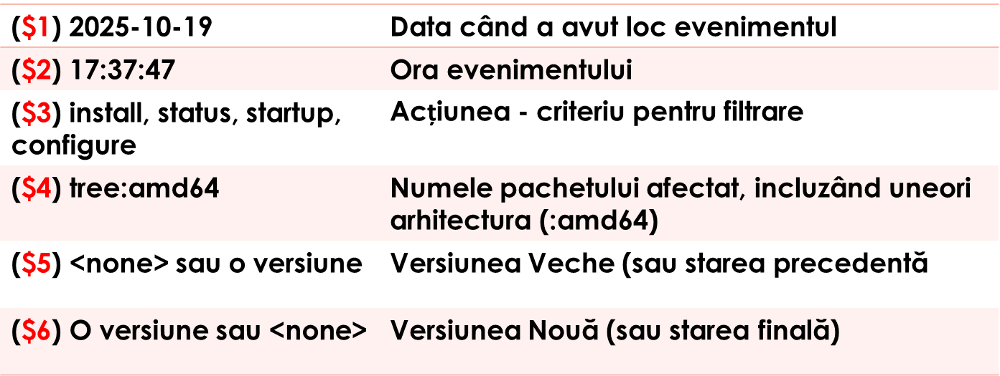 ($1) 2025-10-19 Data când a avut loc evenimentul
($2) 17:37:47 Ora evenimentului
($3) install, status, startup, configure Acțiunea - criteriu pentru filtrare
($4) tree:amd64 Numele pachetului afectat, incluzând uneori arhitectura (:amd64)
($5) <none> sau o versiune Versiunea Veche (sau starea precedentă
($6) O versiune sau <none> Versiunea Nouă (sau starea finală)